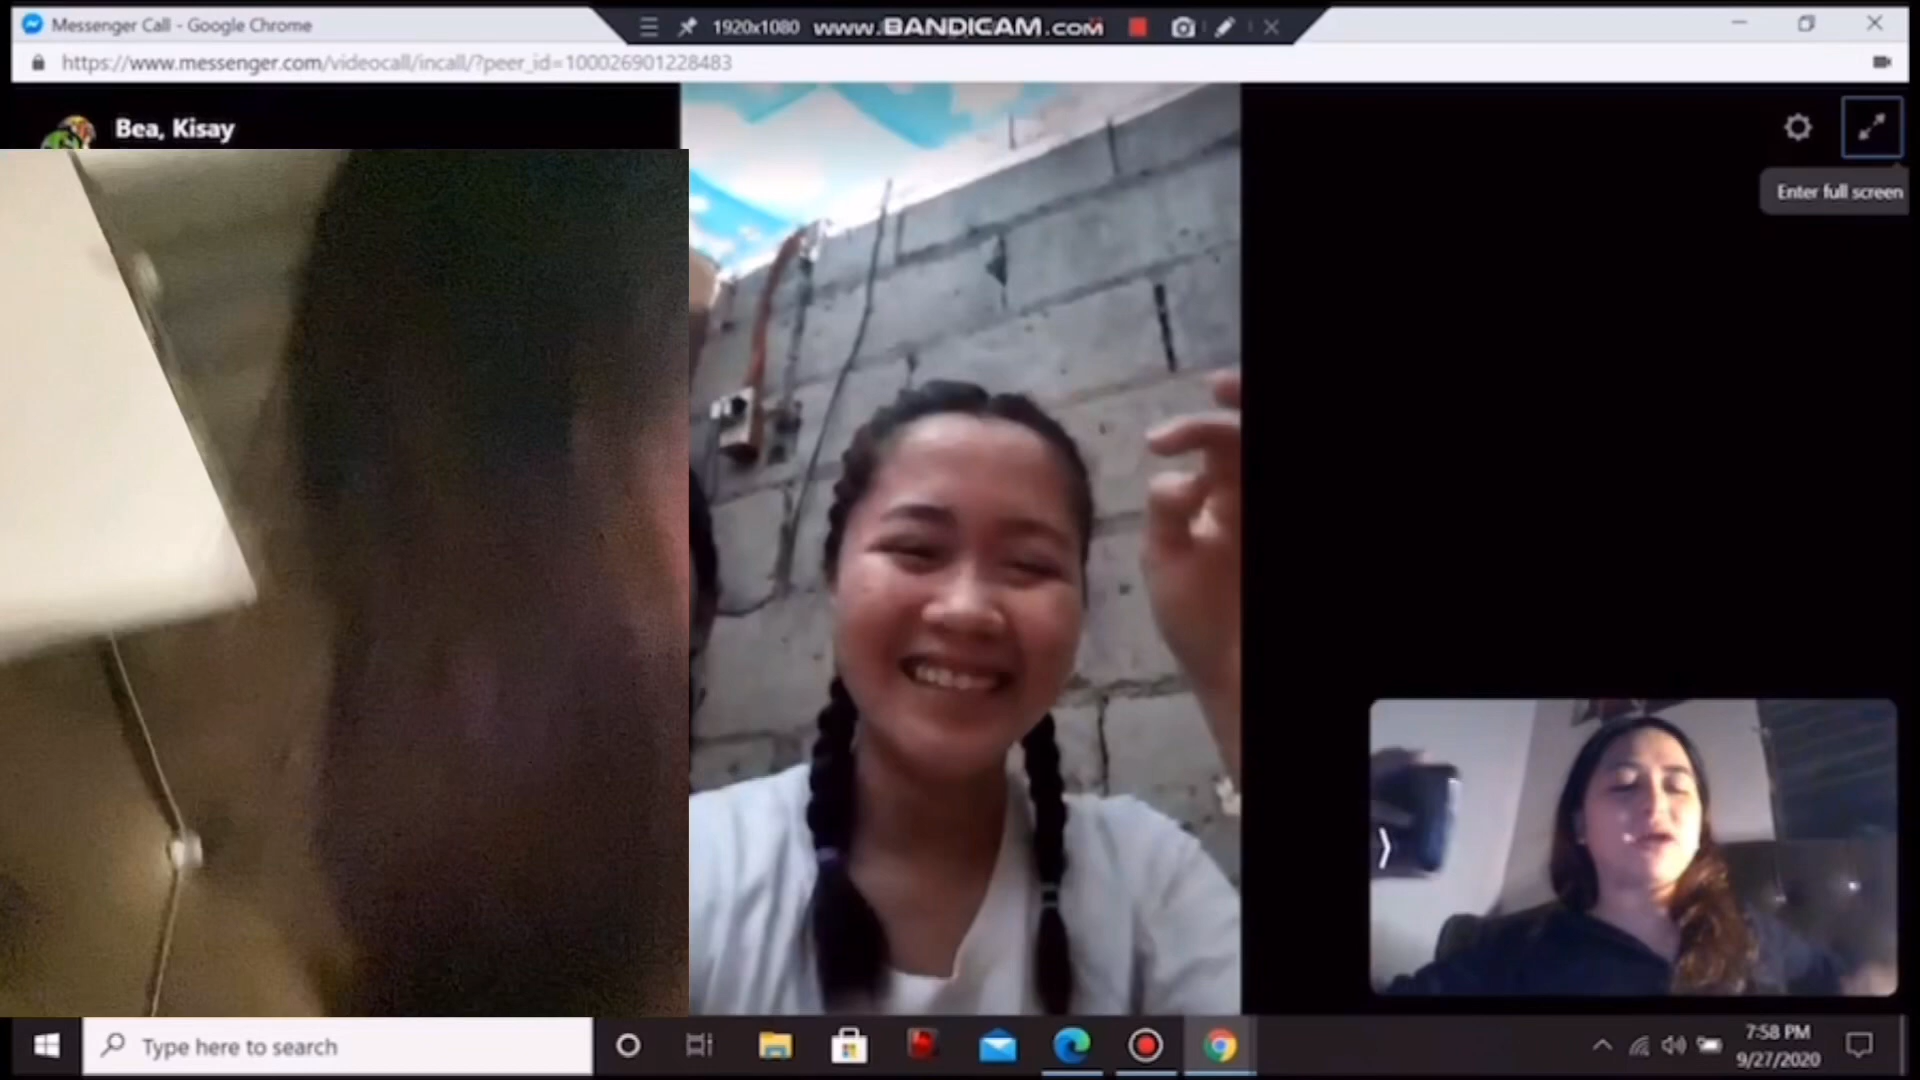 Messenger Call - Google Chrome
1920x1080 www.BANDICAM.com
https://www.messenger.com/videocall/incall/?peer_id=100026901228483
Bea, Kisay
Enter full screen
Type here to search
7:58 PM
9/27/2020